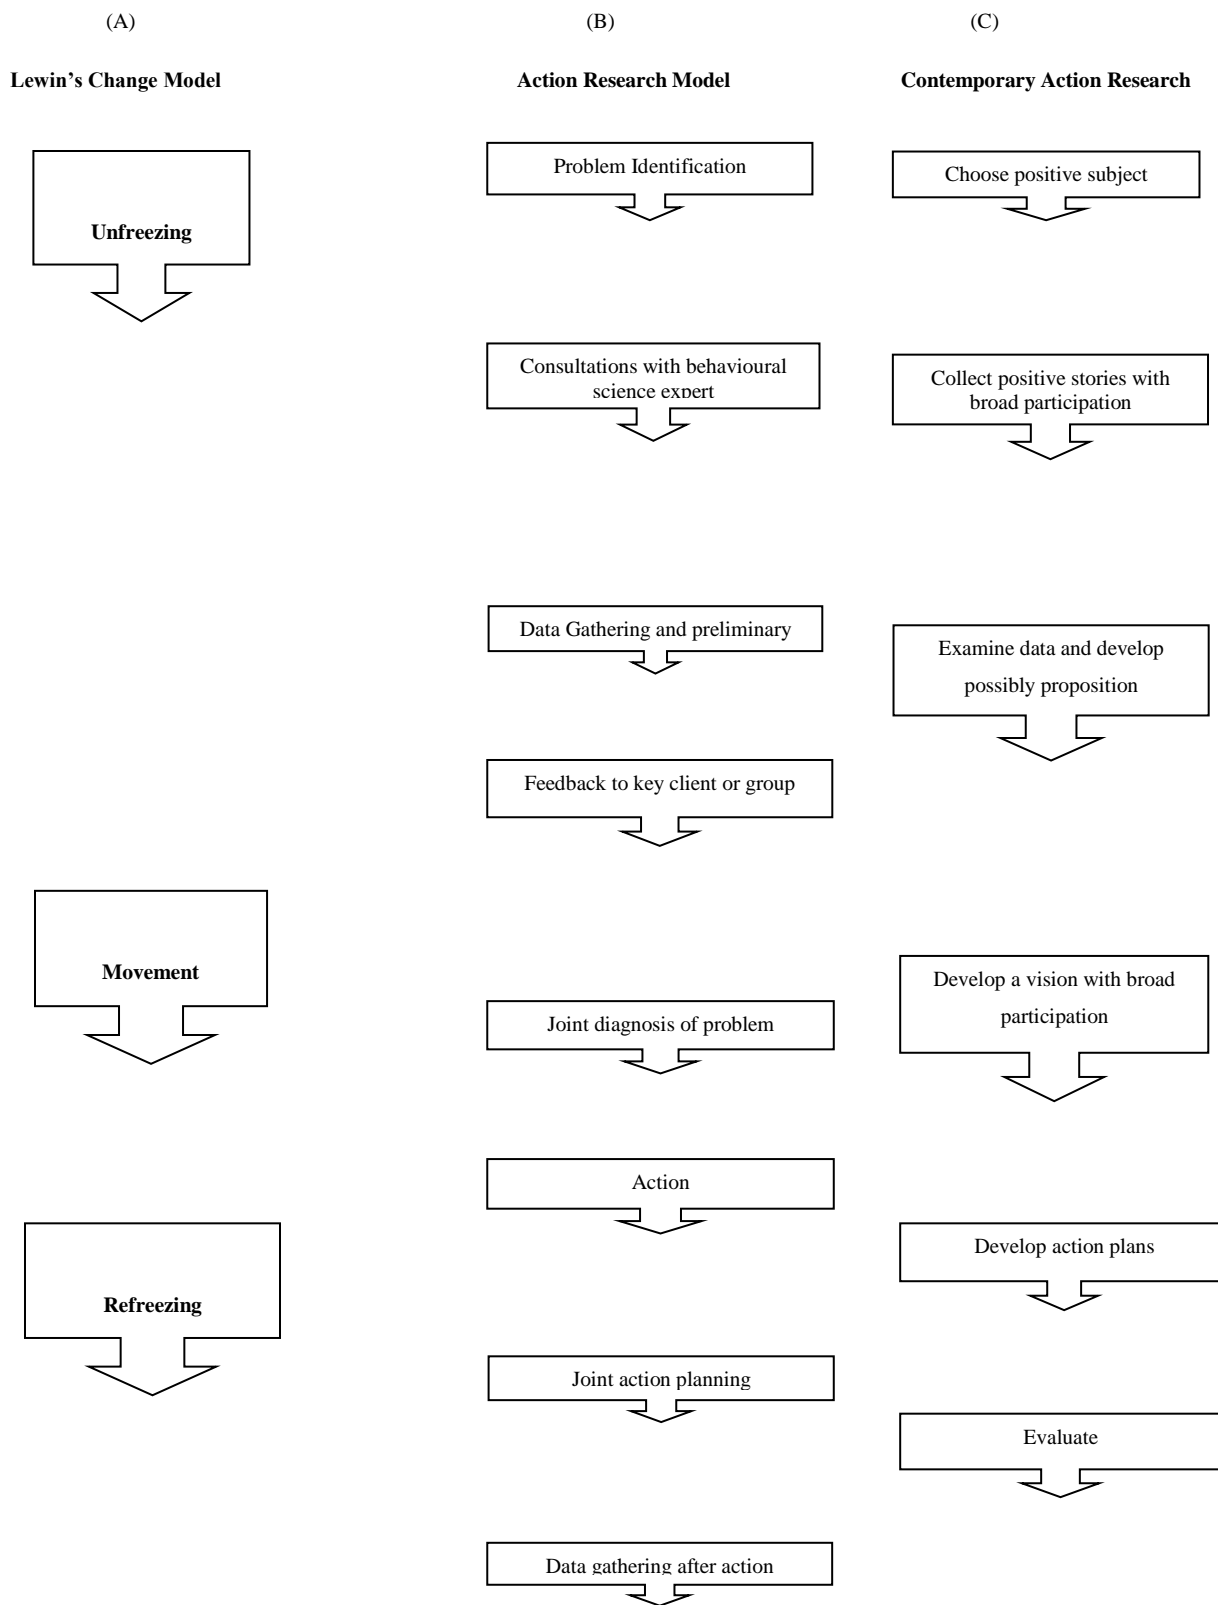 (A)
(B)
(C)
Lewin's Change Model
Action Research Model
Contemporary Action Research
Unfreezing
Movement
Refreezing
Problem Identification
Consultations with behavioural
science expert
Data Gathering and preliminary
Feedback to key client or group
Joint diagnosis of problem
Action
Joint action planning
Data gathering after action
Choose positive subject
Collect positive stories with
broad participation
Examine data and develop
possibly proposition
Develop a vision with broad
participation
Develop action plans
Evaluate